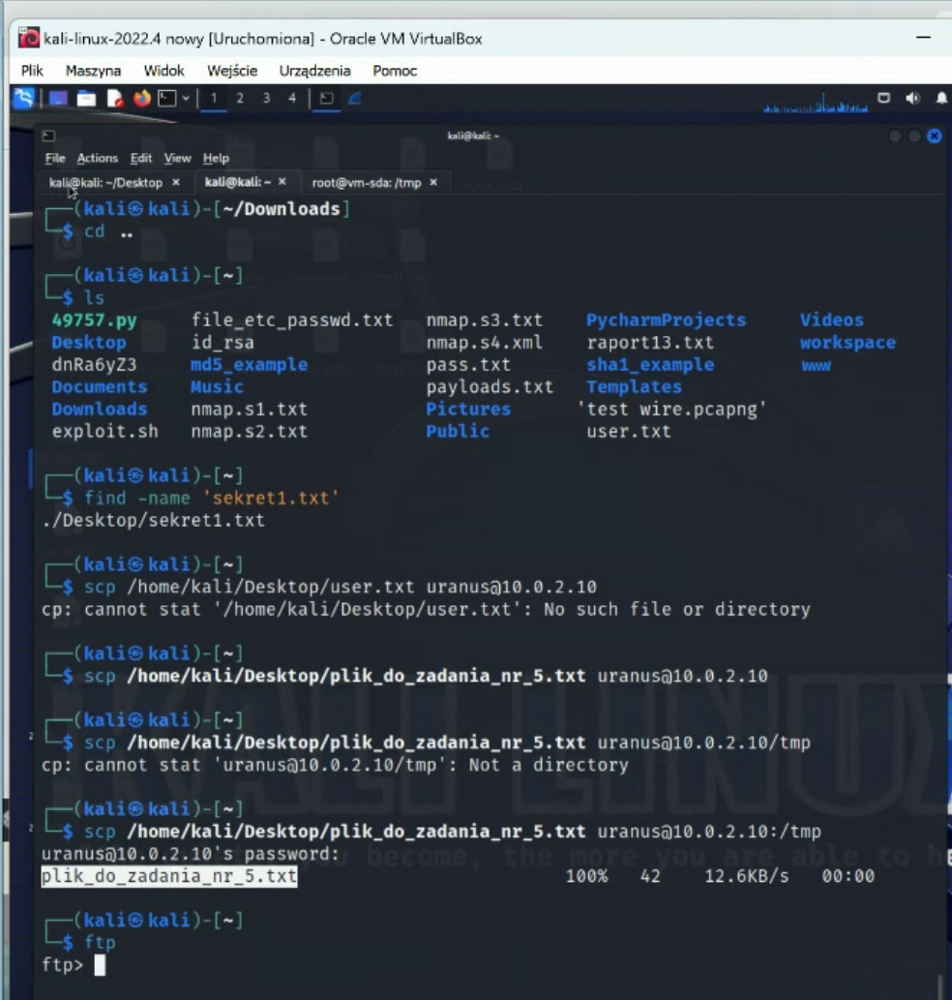 kali-linux-2022.4 nowy [Uruchomiona] - Oracle VM VirtualBox
Plik Maszyna Widok Wejście Urządzenia Pomoc
1 2 3 4
kali@kali: ~
File Actions Edit View Help
kali@kali: ~/Desktop × kali@kali: ~ × root@vm-sda: /tmp ×
┌──(kali㉿kali)-[~/Downloads]
└─$ cd ..
┌──(kali㉿kali)-[~]
└─$ ls
49757.py file_etc_passwd.txt nmap.s3.txt PycharmProjects Videos
Desktop id_rsa nmap.s4.xml raport13.txt workspace
dnRa6yZ3 md5_example pass.txt sha1_example www
Documents Music payloads.txt Templates
Downloads nmap.s1.txt Pictures 'test wire.pcapng'
exploit.sh nmap.s2.txt Public user.txt
┌──(kali㉿kali)-[~]
└─$ find -name 'sekret1.txt'
./Desktop/sekret1.txt
┌──(kali㉿kali)-[~]
└─$ scp /home/kali/Desktop/user.txt uranus@10.0.2.10
cp: cannot stat '/home/kali/Desktop/user.txt': No such file or directory
┌──(kali㉿kali)-[~]
└─$ scp /home/kali/Desktop/plik_do_zadania_nr_5.txt uranus@10.0.2.10
┌──(kali㉿kali)-[~]
└─$ scp /home/kali/Desktop/plik_do_zadania_nr_5.txt uranus@10.0.2.10/tmp
cp: cannot stat 'uranus@10.0.2.10/tmp': Not a directory
┌──(kali㉿kali)-[~]
└─$ scp /home/kali/Desktop/plik_do_zadania_nr_5.txt uranus@10.0.2.10:/tmp
uranus@10.0.2.10's password:
plik_do_zadania_nr_5.txt 100% 42 12.6KB/s 00:00
┌──(kali㉿kali)-[~]
└─$ ftp
ftp>
KALI LINUX
become, the more you are able to